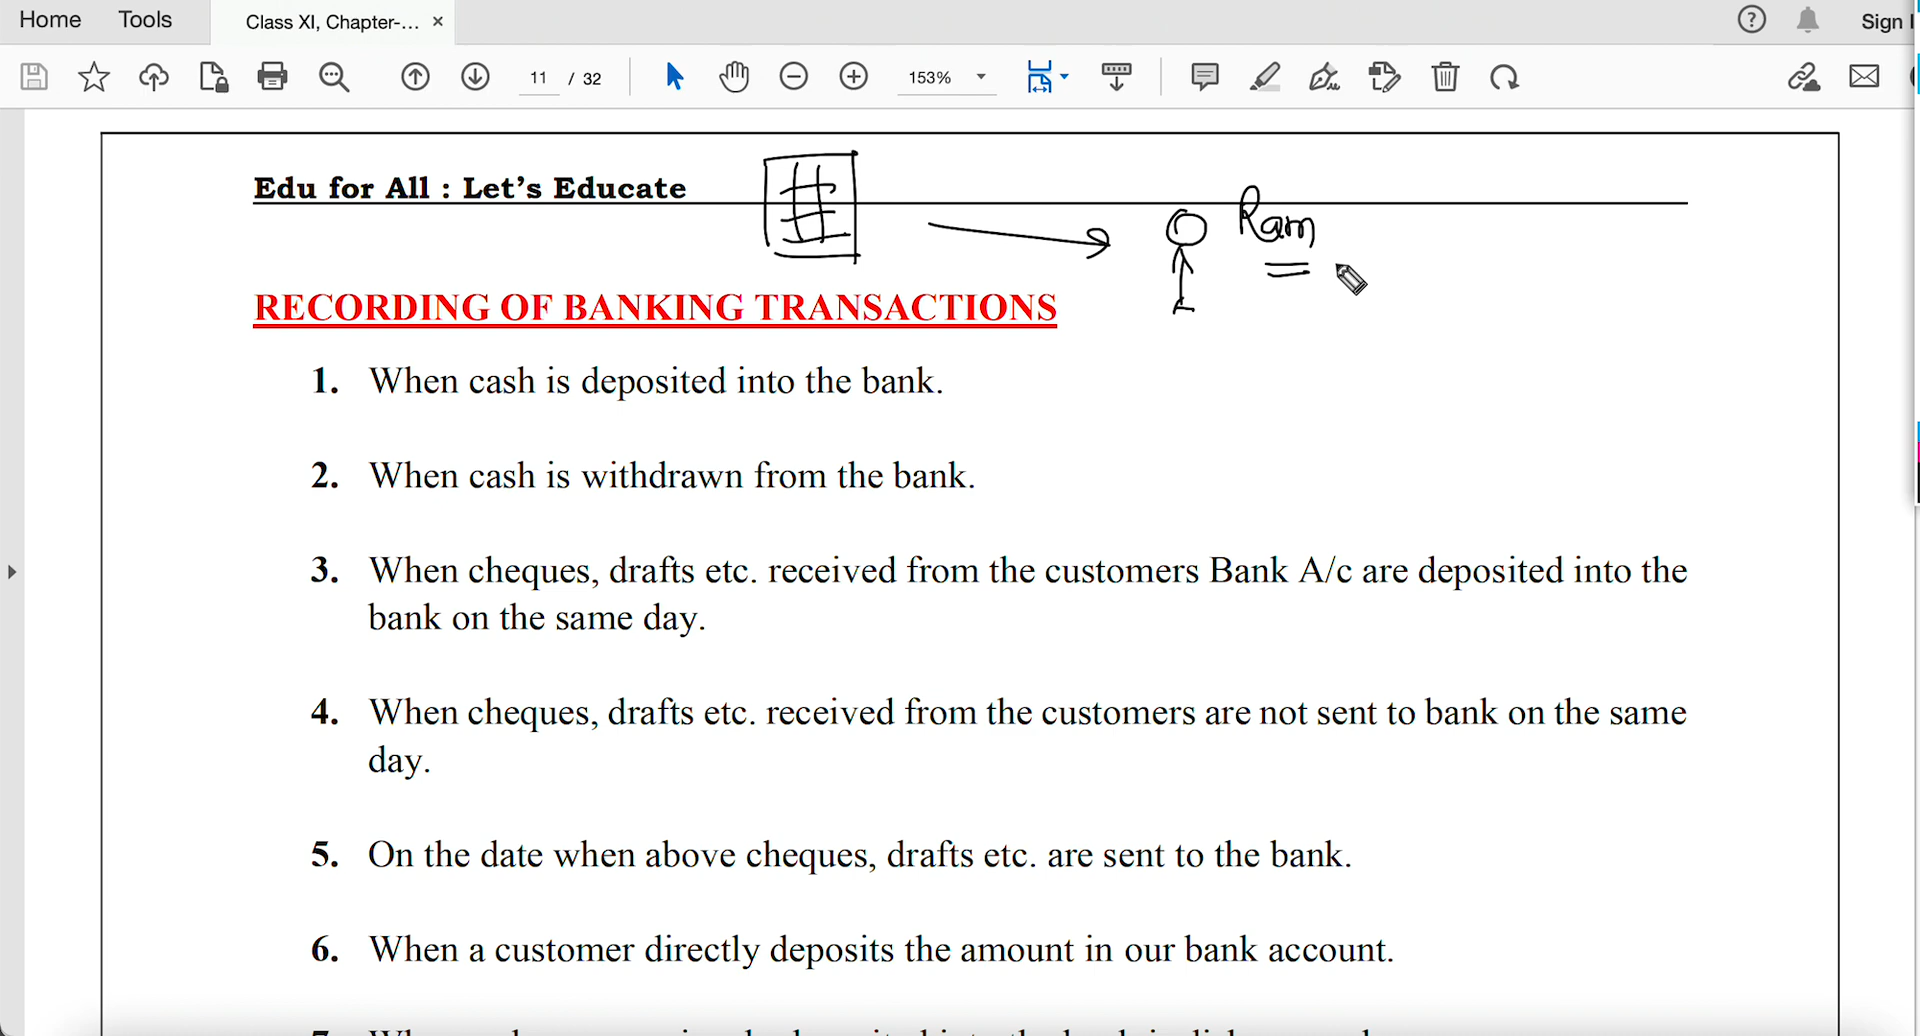 Home Tools Class XI, Chapter-... × Sign I
11 / 32 153%
Edu for All : Let's Educate
Ram
RECORDING OF BANKING TRANSACTIONS
1. When cash is deposited into the bank.
2. When cash is withdrawn from the bank.
3. When cheques, drafts etc. received from the customers Bank A/c are deposited into the
bank on the same day.
4. When cheques, drafts etc. received from the customers are not sent to bank on the same
day.
5. On the date when above cheques, drafts etc. are sent to the bank.
6. When a customer directly deposits the amount in our bank account.